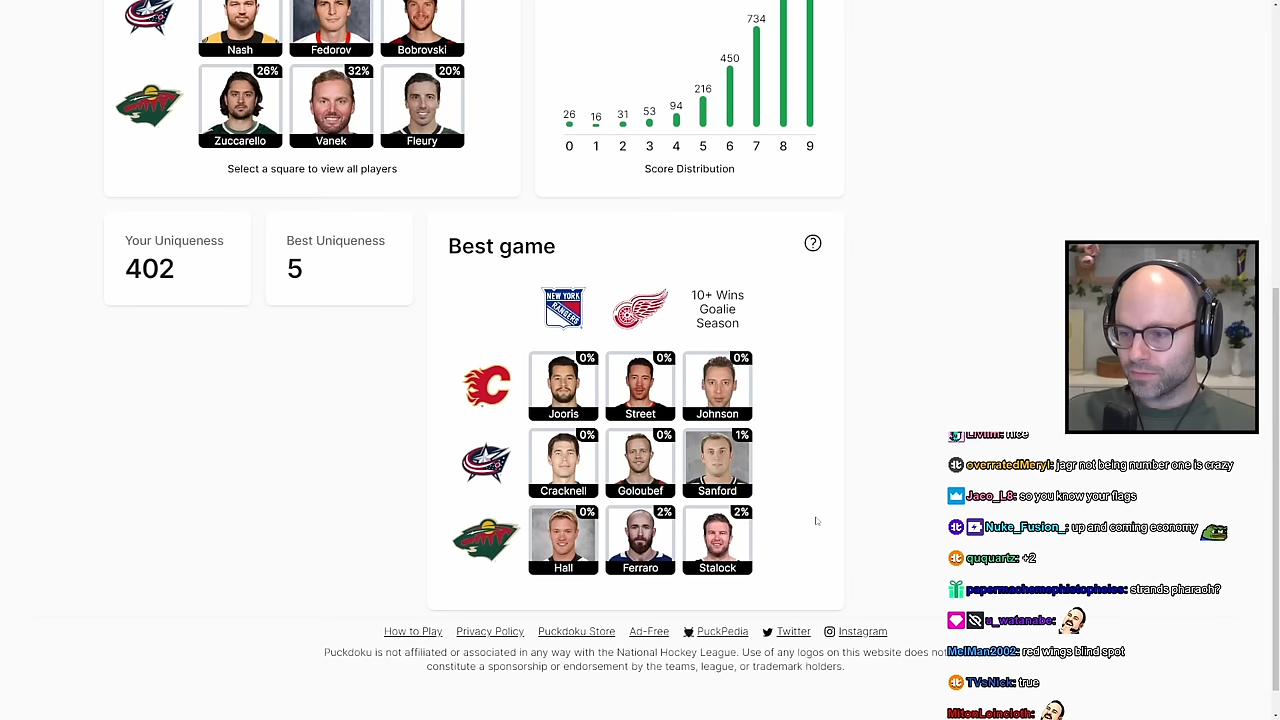 Nash
Fedorov
Bobrovski
26%
32%
20%
Zuccarello
Vanek
Fleury
Select a square to view all players
734
450
216
94
53
31
16
26
0 1 2 3 4 5 6 7 8 9
Score Distribution
Your Uniqueness
402
Best Uniqueness
5
Best game
?
NEW YORK
RANGERS
10+ Wins
Goalie
Season
0%
0%
0%
Jooris
Street
Johnson
0%
0%
1%
Cracknell
Goloubef
Sanford
0%
2%
2%
Hall
Ferraro
Stalock
How to Play
Privacy Policy
Puckdoku Store
Ad-Free
PuckPedia
Twitter
Instagram
Puckdoku is not affiliated or associated in any way with the National Hockey League. Use of any logos on this website does not
constitute a sponsorship or endorsement by the teams, league, or trademark holders.
nice
overratedMeryl: jagr not being number one is crazy
Jaco_L8: so you know your flags
Nuke_Fusion_: up and coming economy
ququartz: +2
papermachemephistopheles: strands pharaoh?
u_watanabe:
MelMan2002: red wings blind spot
TVsNick: true
MiltonLoincloth: